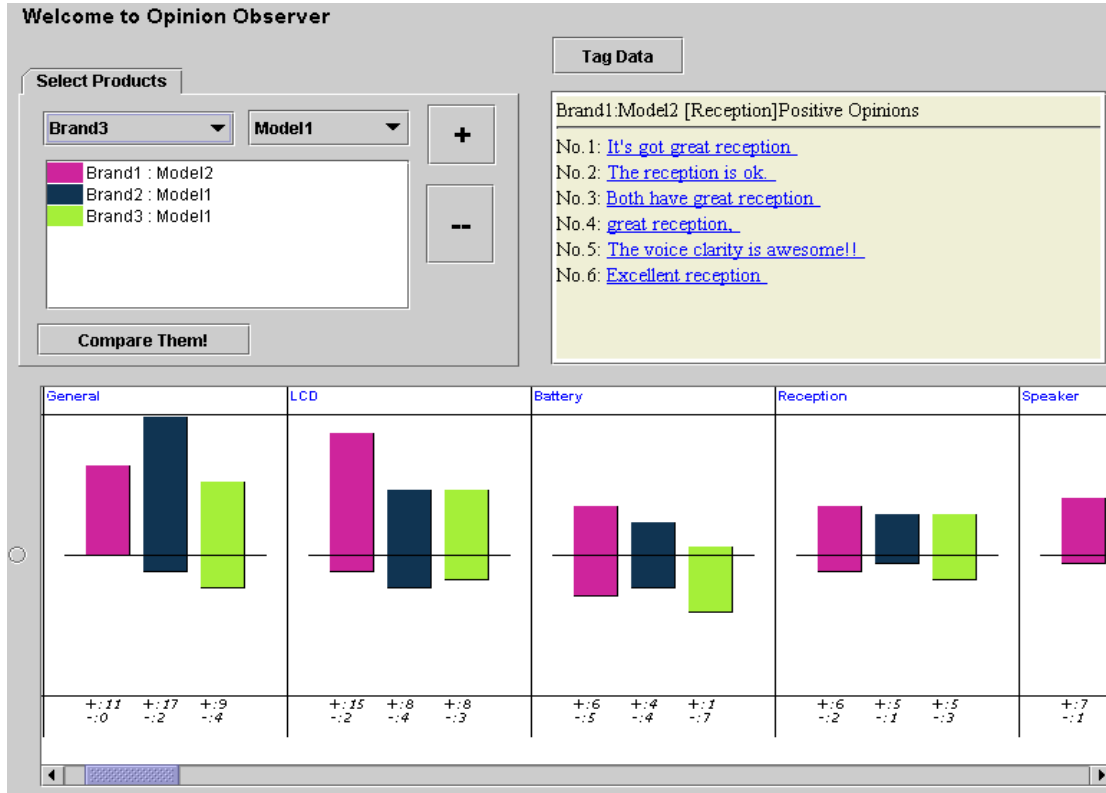 Welcome to Opinion Observer
Tag Data
Select Products
Brand3 Model1 +
Brand1 : Model2
Brand2 : Model1
Brand3 : Model1
--
Compare Them!
Brand1:Model2 [Reception]Positive Opinions
No.1: It's got great reception
No.2: The reception is ok.
No.3: Both have great reception
No.4: great reception,
No.5: The voice clarity is awesome!!
No.6: Excellent reception
General LCD Battery Reception Speaker
+:11 +:17 +:9 +:15 +:8 +:8 +:6 +:4 +:1 +:6 +:5 +:5 +:7
-:0 -:2 -:4 -:2 -:4 -:3 -:5 -:4 -:7 -:2 -:1 -:3 -:1